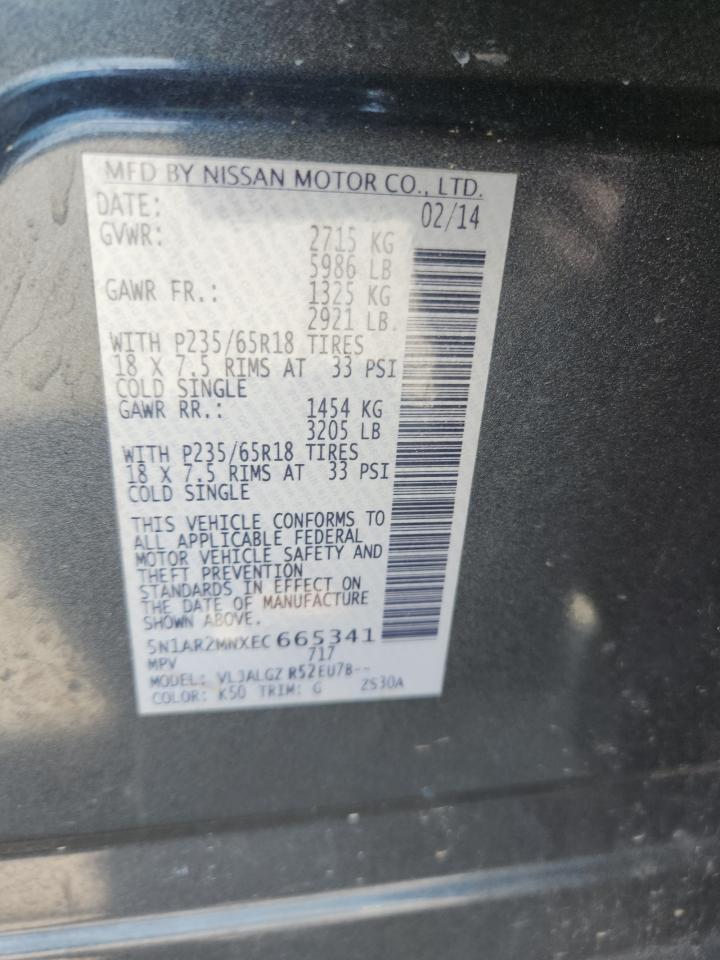 MFD BY NISSAN MOTOR CO., LTD.
DATE: 02/14
GVWR: 2715 KG
5986 LB
GAWR FR.: 1325 KG
2921 LB.
WITH P235/65R18 TIRES
18 X 7.5 RIMS AT 33 PSI
COLD SINGLE
GAWR RR.: 1454 KG
3205 LB
WITH P235/65R18 TIRES
18 X 7.5 RIMS AT 33 PSI
COLD SINGLE
THIS VEHICLE CONFORMS TO
ALL APPLICABLE FEDERAL
MOTOR VEHICLE SAFETY AND
THEFT PREVENTION
STANDARDS IN EFFECT ON
THE DATE OF MANUFACTURE
SHOWN ABOVE.
5N1AR2MNXEC 665341
MPV 717
MODEL: VLJALGZ R52EU7B--
COLOR: K50 TRIM: G 2S30A